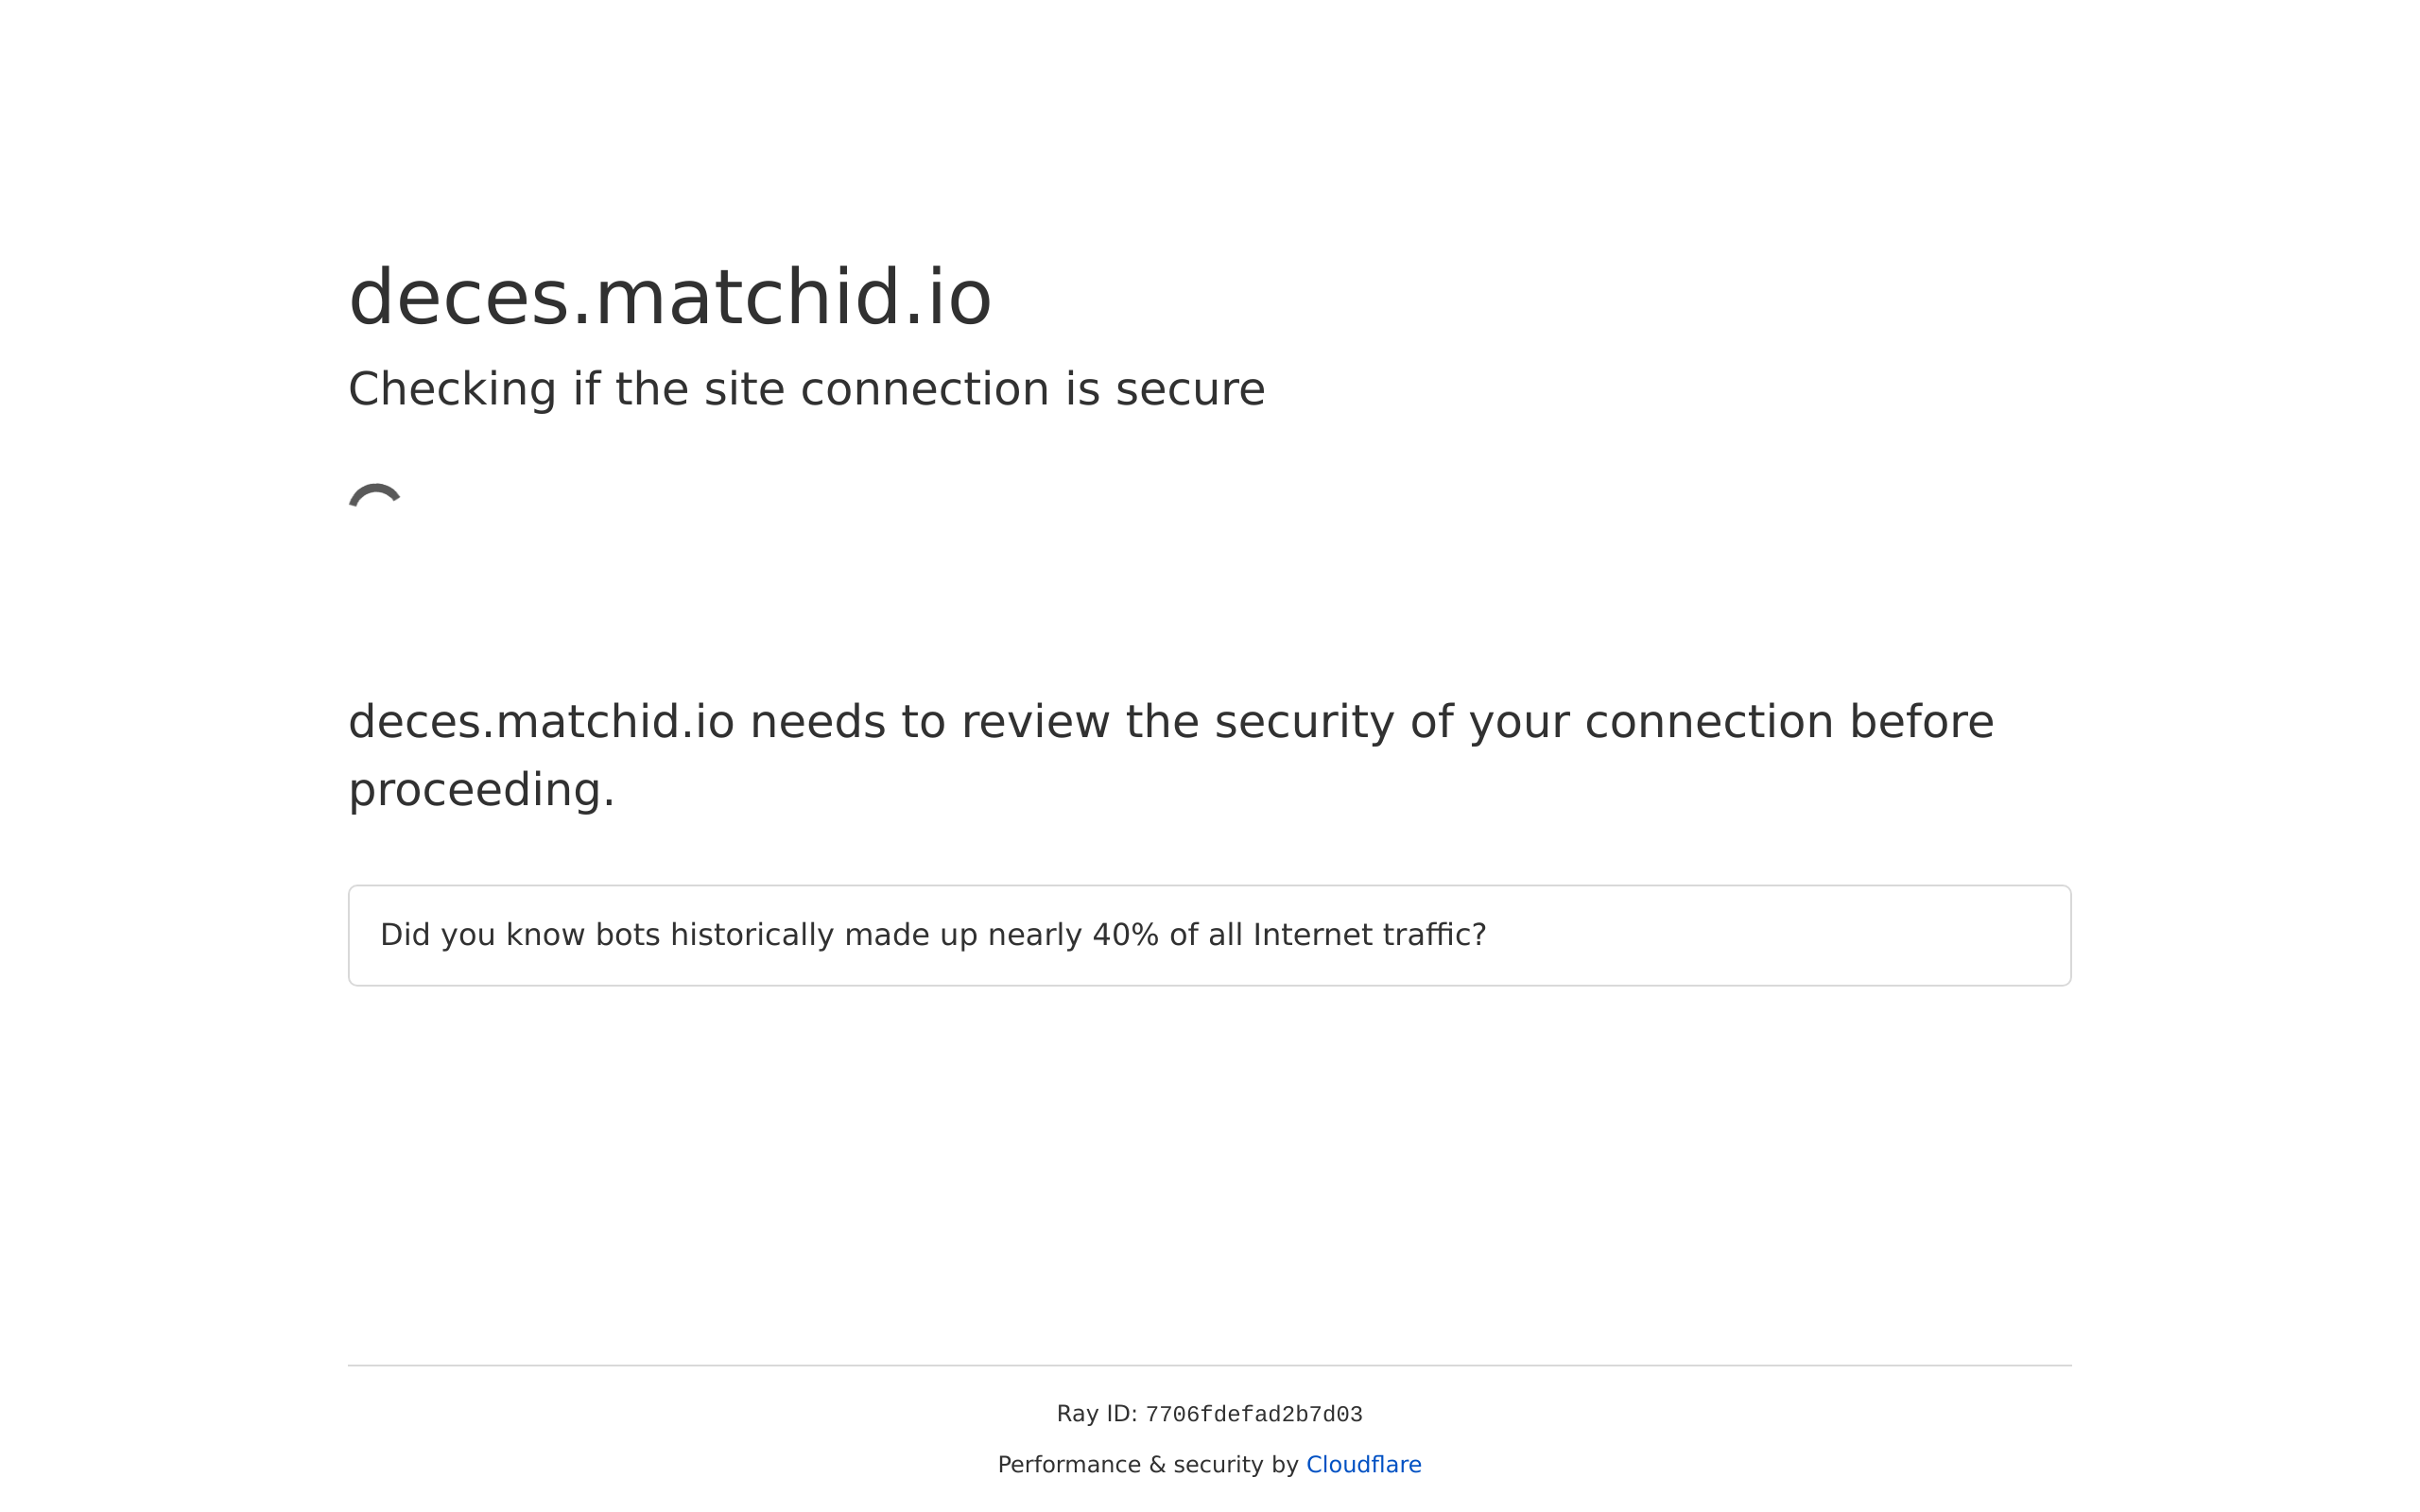 deces.matchid.io
Checking if the site connection is secure
deces.matchid.io needs to review the security of your connection before
proceeding.
Did you know bots historically made up nearly 40% of all Internet traffic?
Ray ID: 7706fdefad2b7d03
Performance & security by Cloudflare